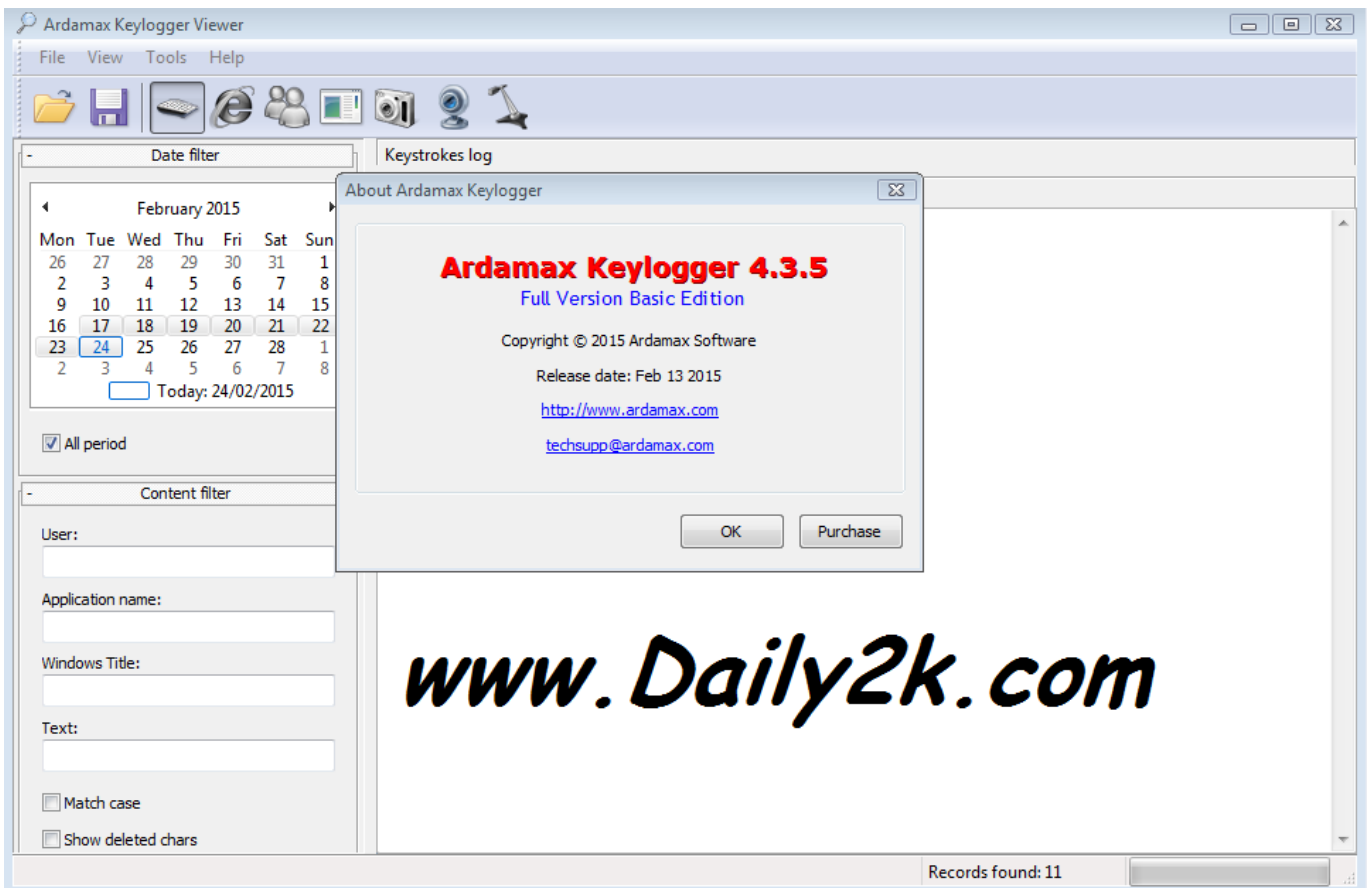 Ardamax Keylogger Viewer
File View Tools Help
- Date filter
Keystrokes log
February 2015
Mon Tue Wed Thu Fri Sat Sun
26 27 28 29 30 31 1
2 3 4 5 6 7 8
9 10 11 12 13 14 15
16 17 18 19 20 21 22
23 24 25 26 27 28 1
2 3 4 5 6 7 8
Today: 24/02/2015
All period
- Content filter
User:
Application name:
Windows Title:
Text:
Match case
Show deleted chars
About Ardamax Keylogger
Ardamax Keylogger 4.3.5
Full Version Basic Edition
Copyright © 2015 Ardamax Software
Release date: Feb 13 2015
http://www.ardamax.com
techsupp@ardamax.com
OK Purchase
www.Daily2k.com
Records found: 11